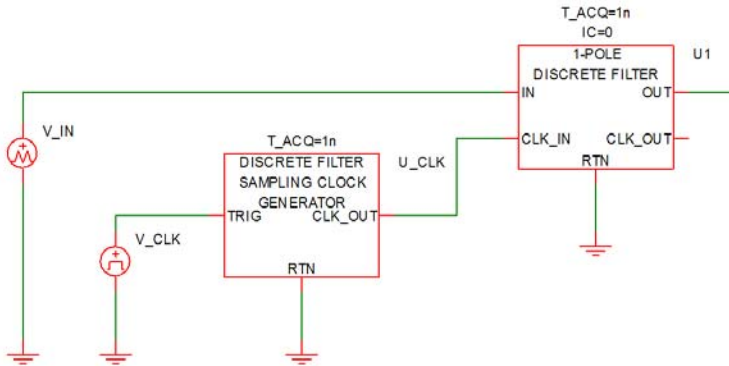 T_ACQ=1n
IC=0
1-POLE
U1
DISCRETE FILTER
IN
OUT
V_IN
T_ACQ=1n
CLK_IN
CLK_OUT
DISCRETE FILTER
U_CLK
RTN
SAMPLING CLOCK
GENERATOR
TRIG
CLK_OUT
V_CLK
RTN